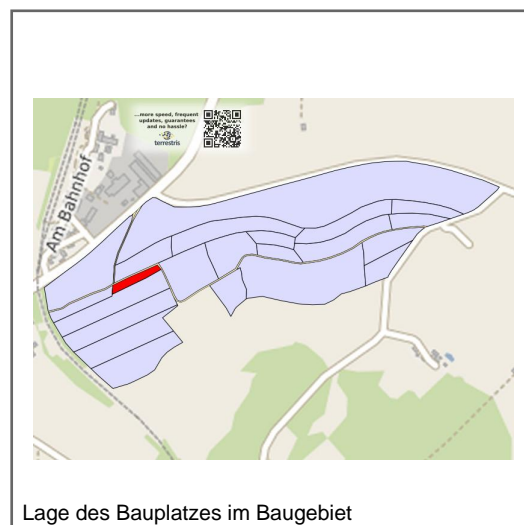 ...more speed, frequent
updates, guarantees
and no hassle?
terrestris
Am Bahnhof
Lage des Bauplatzes im Baugebiet